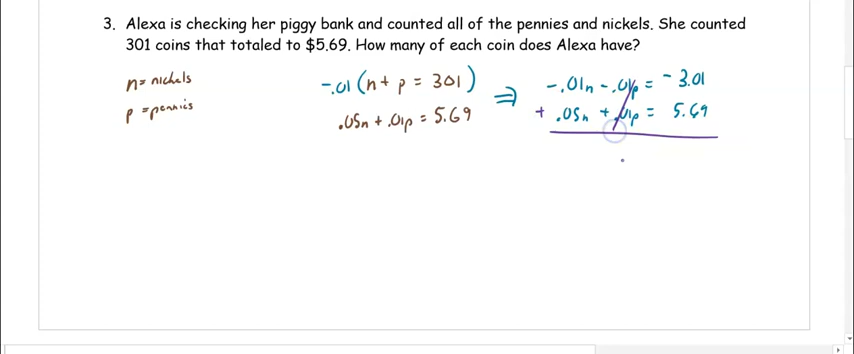 3. Alexa is checking her piggy bank and counted all of the pennies and nickels. She counted
301 coins that totaled to $5.69. How many of each coin does Alexa have?
n= nickels
p =pennies
-.01(n + p = 301)
.05n + .01p = 5.69
⇒
-.01n - .01p = -3.01
+ .05n + .01p = 5.69